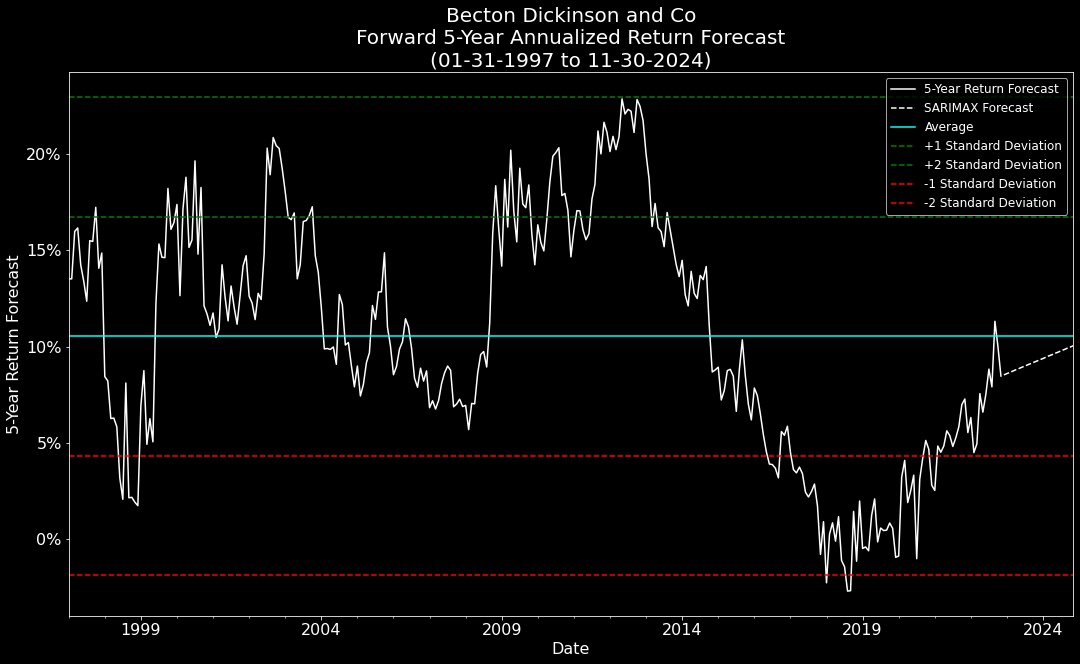 Becton Dickinson and Co
Forward 5-Year Annualized Return Forecast
(01-31-1997 to 11-30-2024)
5-Year Return Forecast
SARIMAX Forecast
Average
+1 Standard Deviation
+2 Standard Deviation
-1 Standard Deviation
-2 Standard Deviation
5-Year Return Forecast
20%
15%
10%
5%
0%
1999
2004
2009
2014
2019
2024
Date